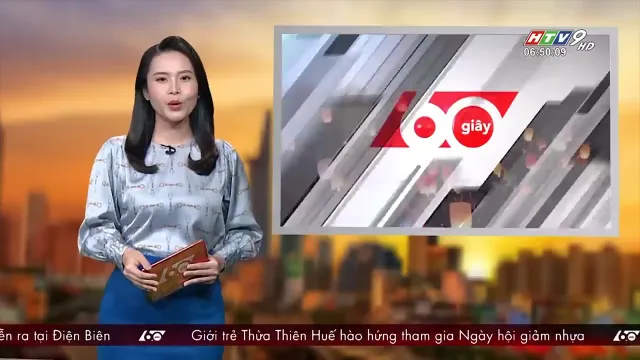 HTV9 HD
06:50:09
60 giây
ễn ra tại Điện Biên 60 Giới trẻ Thừa Thiên Huế hào hứng tham gia Ngày hội giảm nhựa